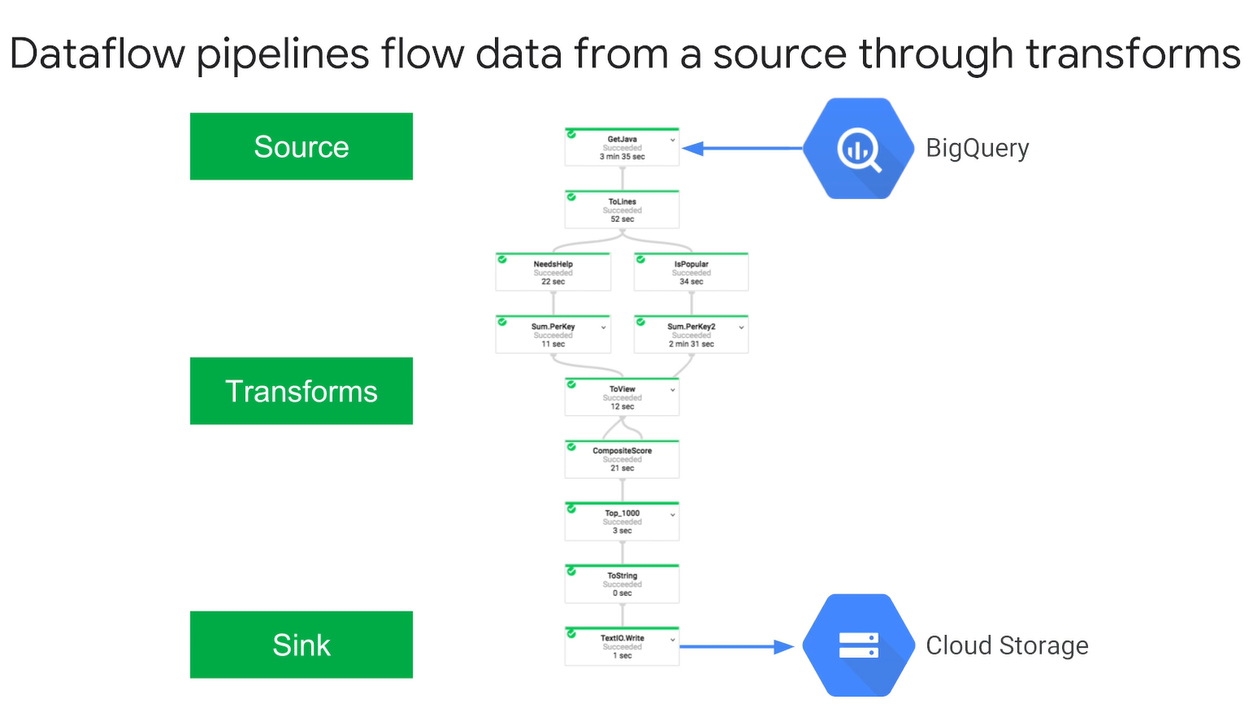 Dataflow pipelines flow data from a source through transforms
Source
GetJava
Succeeded
3 min 35 sec
BigQuery
ToLines
Succeeded
52 sec
NeedsHelp
Succeeded
22 sec
IsPopular
Succeeded
34 sec
Sum.PerKey
Succeeded
11 sec
Sum.PerKey2
Succeeded
2 min 31 sec
Transforms
ToView
Succeeded
12 sec
CompositeScore
Succeeded
21 sec
Top_1000
Succeeded
3 sec
ToString
Succeeded
0 sec
Sink
TextIO.Write
Succeeded
1 sec
Cloud Storage